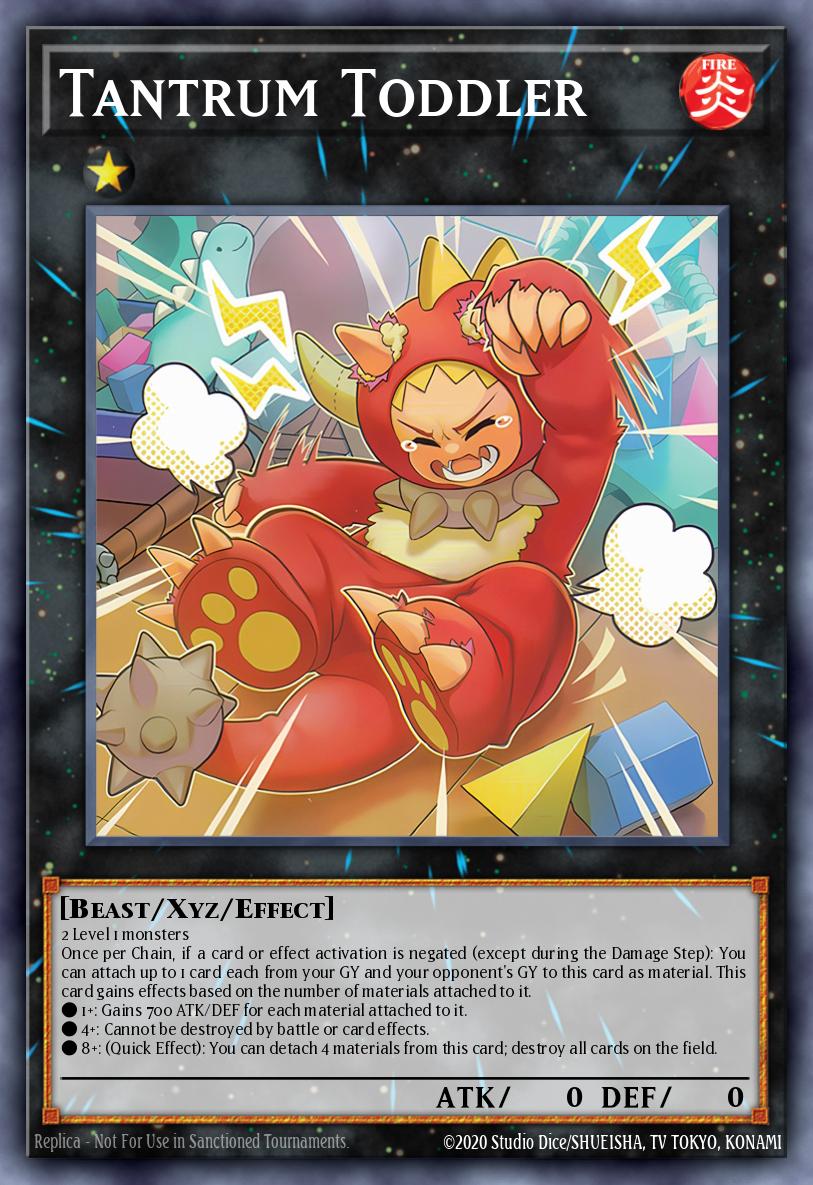 Tantrum Toddler
FIRE
炎
[Beast/Xyz/Effect]
2 Level 1 monsters
Once per Chain, if a card or effect activation is negated (except during the Damage Step): You
can attach up to 1 card each from your GY and your opponent's GY to this card as material. This
card gains effects based on the number of materials attached to it.
● 1+: Gains 700 ATK/DEF for each material attached to it.
● 4+: Cannot be destroyed by battle or card effects.
● 8+: (Quick Effect): You can detach 4 materials from this card; destroy all cards on the field.
ATK/ 0 DEF/ 0
Replica - Not For Use in Sanctioned Tournaments. ©2020 Studio Dice/SHUEISHA, TV TOKYO, KONAMI